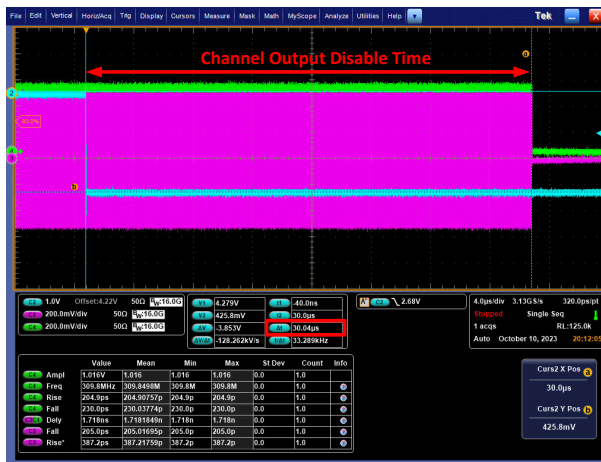 File Edit Vertical Horiz/Acq Trig Display Cursors Measure Mask Math MyScope Analyze Utilities Help Tek X
Channel Output Disable Time
a
2
80.0%
3
b
C2 1.0V Offset:4.22V 50Ω BW:16.0G
200.0mV/div 50Ω BW:16.0G
C4 200.0mV/div 50Ω BW:16.0G
V1 4.279V t1 -40.0ns
V2 425.8mV t2 30.0µs
ΔV -3.853V Δt 30.04µs
ΔV/Δt -128.262kV/s 1/Δt 33.289kHz
A' C2 2.68V
4.0µs/div 3.13GS/s 320.0ps/pt
Stopped Single Seq
1 acqs RL:125.0k
Auto October 10, 2023 20:12:05
Value Mean Min Max St Dev Count Info
C4 Ampl 1.016V 1.016 1.016 1.016 0.0 1.0
C4 Freq 309.8MHz 309.8498M 309.8M 309.8M 0.0 1.0
C4 Rise 204.9ps 204.90757p 204.9p 204.9p 0.0 1.0
C4 Fall 230.0ps 230.03774p 230.0p 230.0p 0.0 1.0
Dely 1.718ns 1.7181849n 1.718n 1.718n 0.0 1.0
C3 Fall 205.0ps 205.01695p 205.0p 205.0p 0.0 1.0
C3 Rise* 387.2ps 387.21759p 387.2p 387.2p 0.0 1.0
Curs2 X Pos a
30.0µs
Curs2 Y Pos b
425.8mV